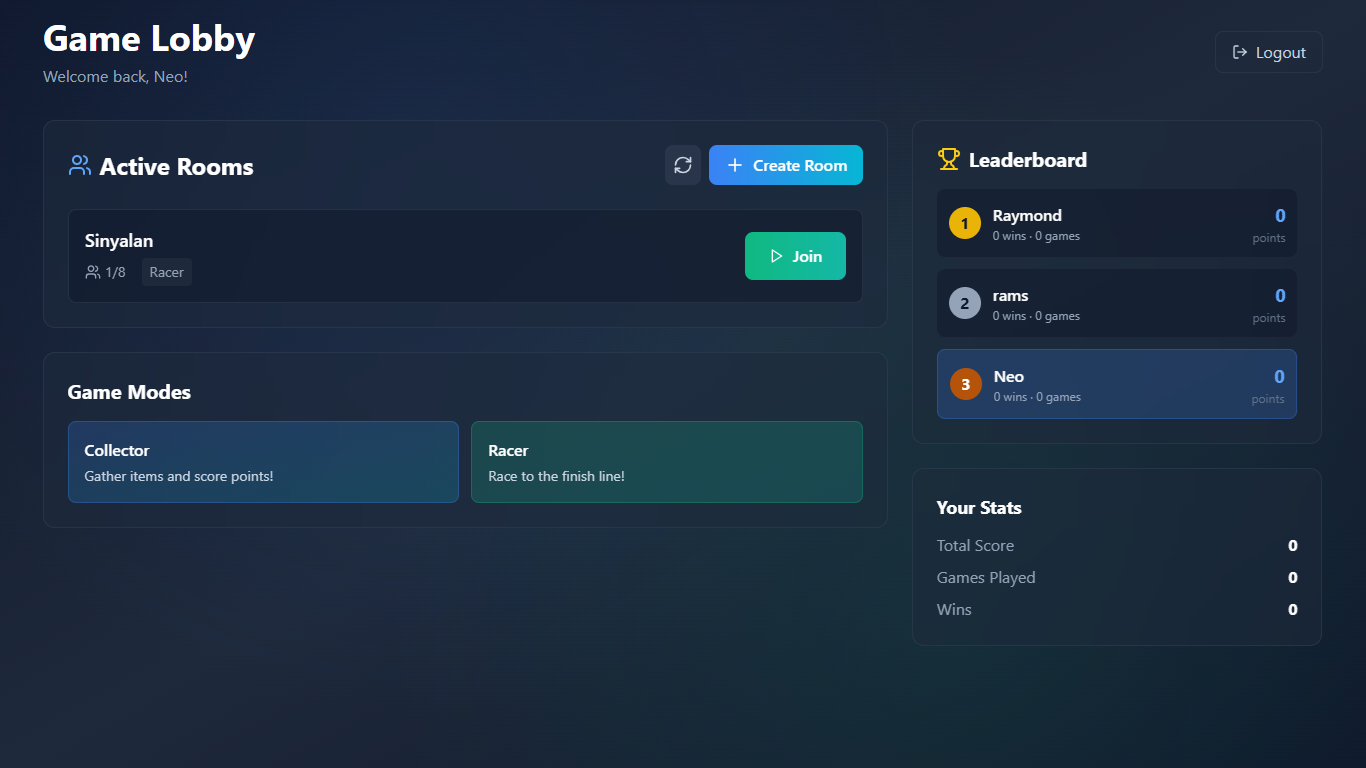 Game Lobby
Welcome back, Neo!
Logout
Active Rooms
Create Room
Sinyalan
1/8 Racer
Join
Game Modes
Collector
Gather items and score points!
Racer
Race to the finish line!
Leaderboard
1 Raymond 0
0 wins · 0 games points
2 rams 0
0 wins · 0 games points
3 Neo 0
0 wins · 0 games points
Your Stats
Total Score 0
Games Played 0
Wins 0